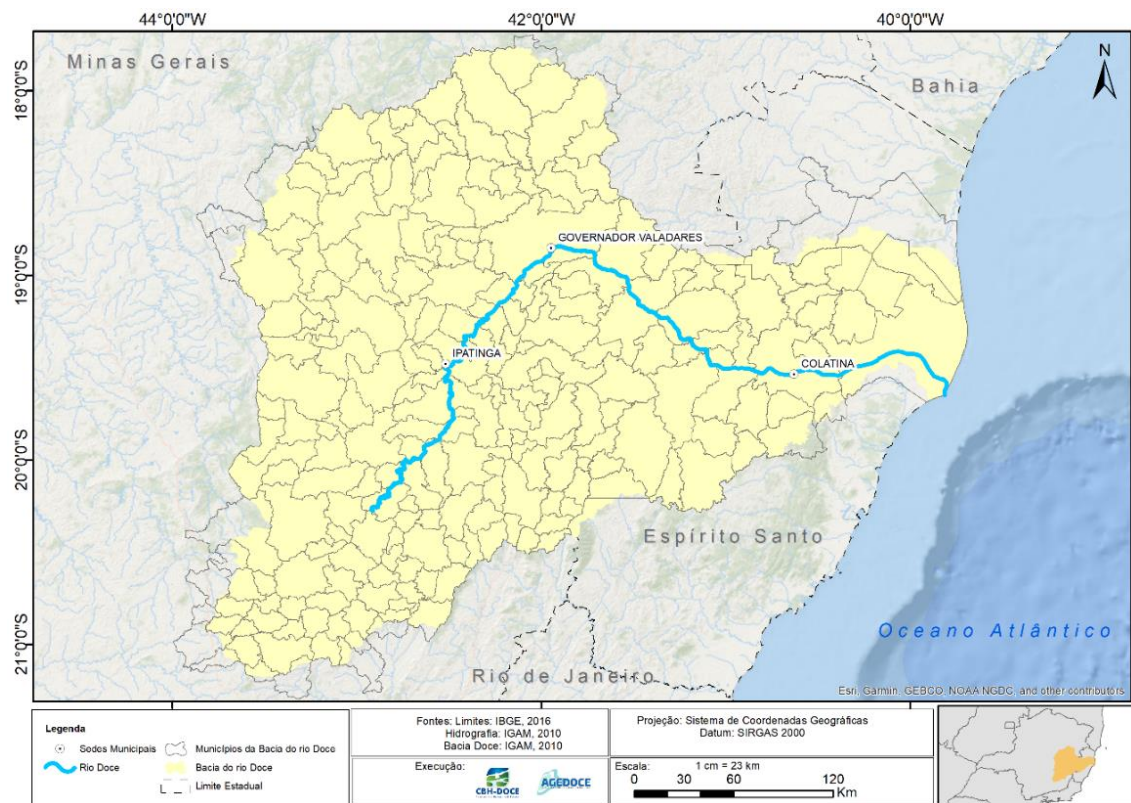 44°0'0"W 42°0'0"W 40°0'0"W
Minas Gerais
Bahia
N
18°0'0"S
GOVERNADOR VALADARES
19°0'0"S
IPATINGA
COLATINA
20°0'0"S
Espírito Santo
Oceano Atlântico
21°0'0"S
Rio de Janeiro
Esri, Garmin, GEBCO, NOAA NGDC, and other contributors
Legenda
Sodos Municipais
Municípios da Bacia do rio Doce
Rio Doce
Bacia do rio Doce
Limite Estadual
Fontes: Limites: IBGE, 2016
Hidrografia: IGAM, 2010
Bacia Doce: IGAM, 2010
Execução:
CBH-DOCE
AGEDOCE
Projeção: Sistema de Coordenadas Geográficas
Datum: SIRGAS 2000
Escala: 1 cm = 23 km
0 30 60 120
Km